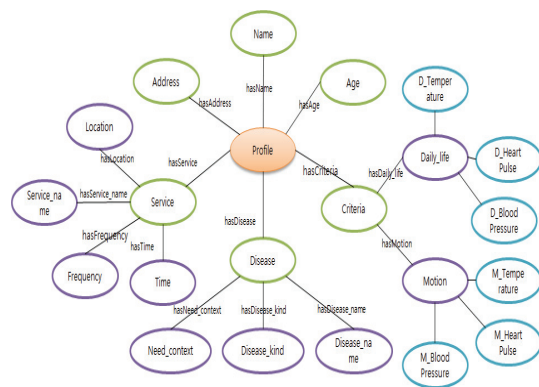 Name
Address
Age
D_Temper
ature
hasName
hasAddress
hasAge
Location
Profile
Daily_life
D_Heart
Pulse
hasLocation
hasService
hasCriteria
hasDaily_life
Service_na
me
hasService_name
Service
Criteria
D_Blood
Pressure
hasFrequency
hasTime
hasDisease
hasMotion
Frequency
Time
Disease
Motion
M_Tempe
rature
hasNeed_context
hasDisease_kind
hasDisease_name
Need_context
Disease_kind
Disease_na
me
M_Blood
Pressure
M_Heart
Pulse